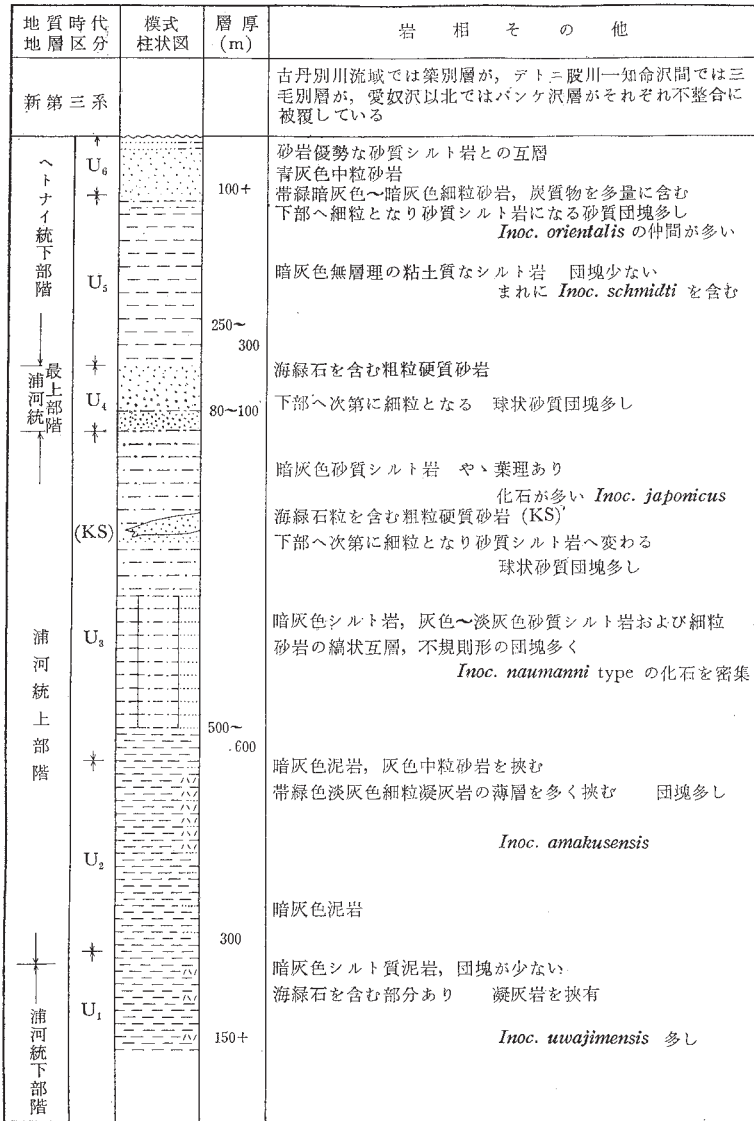 地質時代
地層区分
模式
柱状図
層厚
(m)
岩相その他
新第三系
古丹別川流域では築別層が，デト二股川一知命沢間では三
毛別層が，愛奴沢以北ではパンケ沢層がそれぞれ不整合に
被覆している
ヘトナイ統下部階
U₆
100+
砂岩優勢な砂質シルト岩との互層
青灰色中粒砂岩
帯緑暗灰色〜暗灰色細粒砂岩，炭質物を多量に含む
下部へ細粒となり砂質シルト岩になる砂質団塊多し
Inoc. orientalis の仲間が多い
U₅
250〜
300
暗灰色無層理の粘土質なシルト岩　団塊少ない
まれに Inoc. schmidti を含む
浦河統
最上部階
U₄
80〜100
海緑石を含む粗粒硬質砂岩
下部へ次第に細粒となる　球状砂質団塊多し
浦河統上部階
暗灰色砂質シルト岩　やゝ葉理あり
化石が多い Inoc. japonicus
(KS)
海緑石粒を含む粗粒硬質砂岩 (KS)
下部へ次第に細粒となり砂質シルト岩へ変わる
球状砂質団塊多し
U₃
500〜
600
暗灰色シルト岩，灰色〜淡灰色砂質シルト岩および細粒
砂岩の縞状互層，不規則形の団塊多く
Inoc. naumanni type の化石を密集
U₂
300
暗灰色泥岩，灰色中粒砂岩を挟む
帯緑色淡灰色細粒凝灰岩の薄層を多く挟む　団塊多し
Inoc. amakusensis
暗灰色泥岩
浦河統下部階
U₁
150+
暗灰色シルト質泥岩，団塊が少ない
海緑石を含む部分あり　凝灰岩を挟有
Inoc. uwajimensis 多し